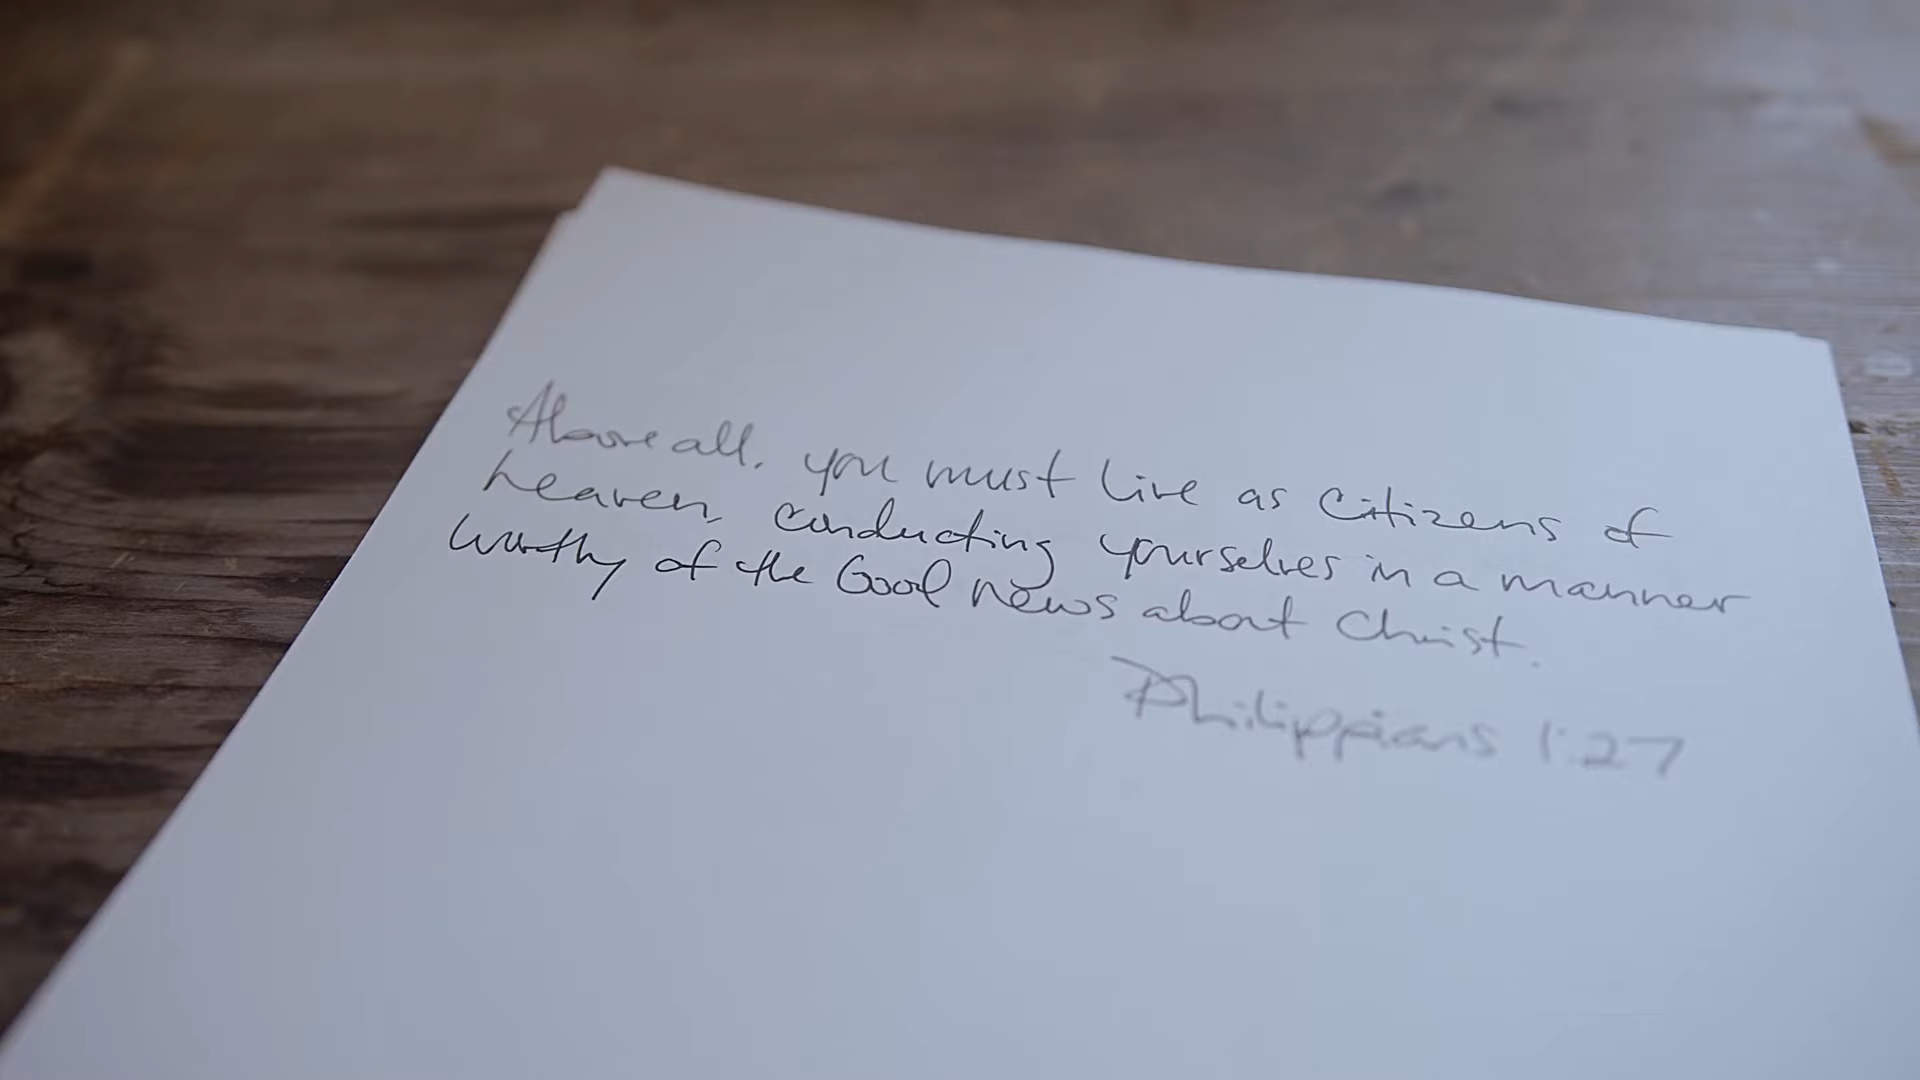 Above all, you must live as citizens of
heaven, conducting yourselves in a manner
worthy of the Good news about Christ.
Philippians 1:27